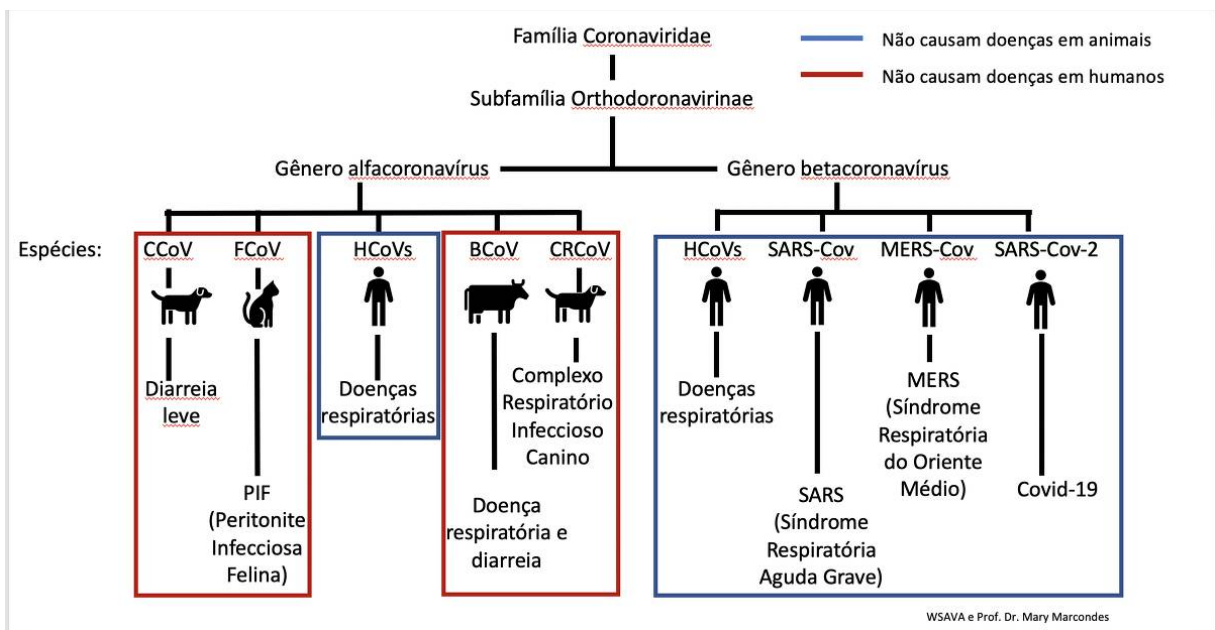 Família Coronaviridae
Não causam doenças em animais
Não causam doenças em humanos
Subfamília Orthodoronavirinae
Gênero alfacoronavírus
Gênero betacoronavírus
Espécies:
CCoV
FCoV
HCoVs
BCoV
CRCoV
HCoVs
SARS-Cov
MERS-Cov
SARS-Cov-2
Diarreia
leve
PIF
(Peritonite
Infecciosa
Felina)
Doenças
respiratórias
Doença
respiratória e
diarreia
Complexo
Respiratório
Infeccioso
Canino
Doenças
respiratórias
SARS
(Síndrome
Respiratória
Aguda Grave)
MERS
(Síndrome
Respiratória
do Oriente
Médio)
Covid-19
WSAVA e Prof. Dr. Mary Marcondes